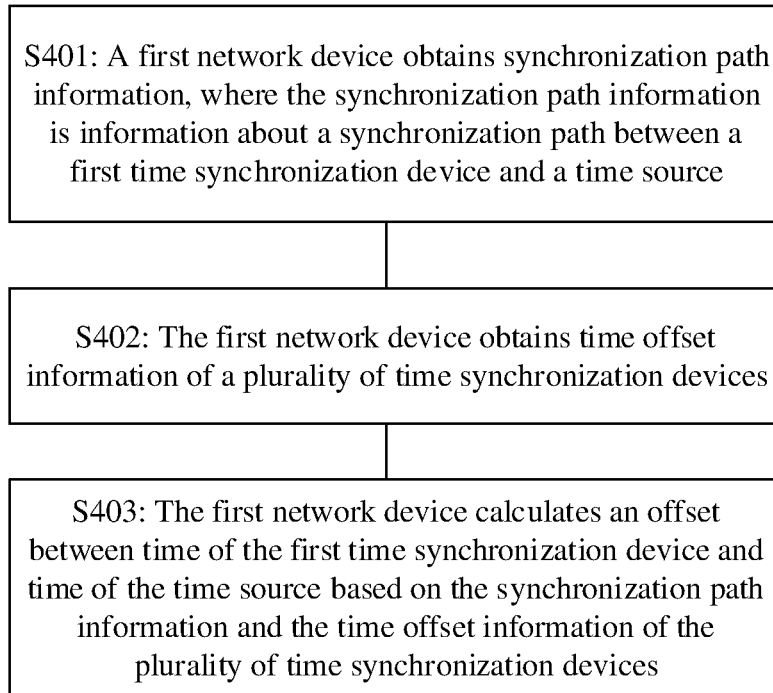 S401: A first network device obtains synchronization path
information, where the synchronization path information
is information about a synchronization path between a
first time synchronization device and a time source
S402: The first network device obtains time offset
information of a plurality of time synchronization devices
S403: The first network device calculates an offset
between time of the first time synchronization device and
time of the time source based on the synchronization path
information and the time offset information of the
plurality of time synchronization devices